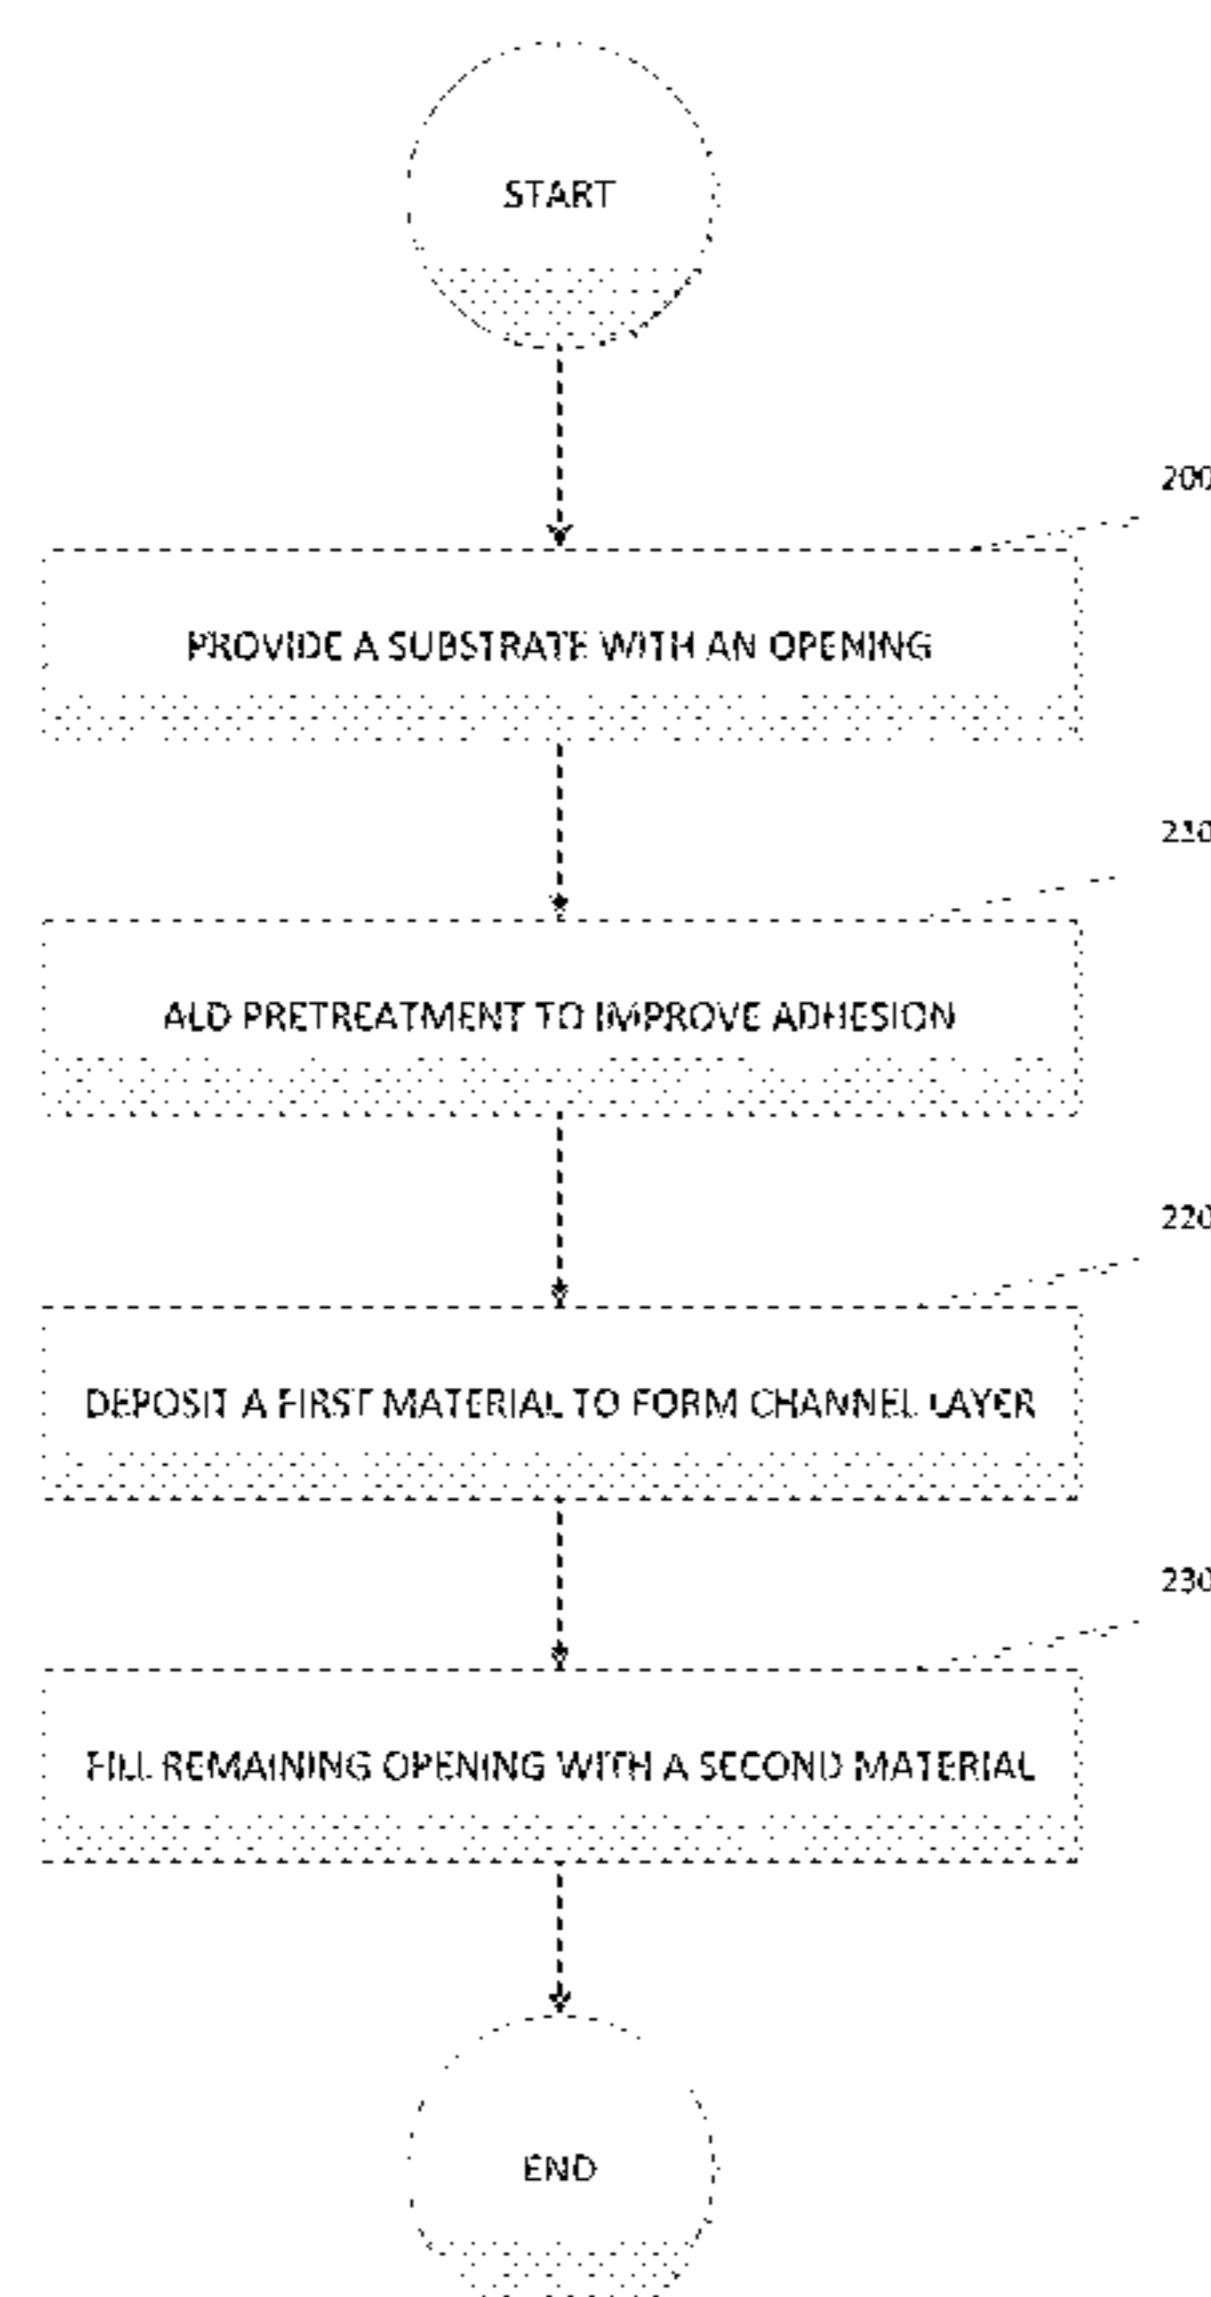 START
200
PROVIDE A SUBSTRATE WITH AN OPENING
210
ALD PRETREATMENT TO IMPROVE ADHESION
220
DEPOSIT A FIRST MATERIAL TO FORM CHANNEL LAYER
230
FILL REMAINING OPENING WITH A SECOND MATERIAL
END